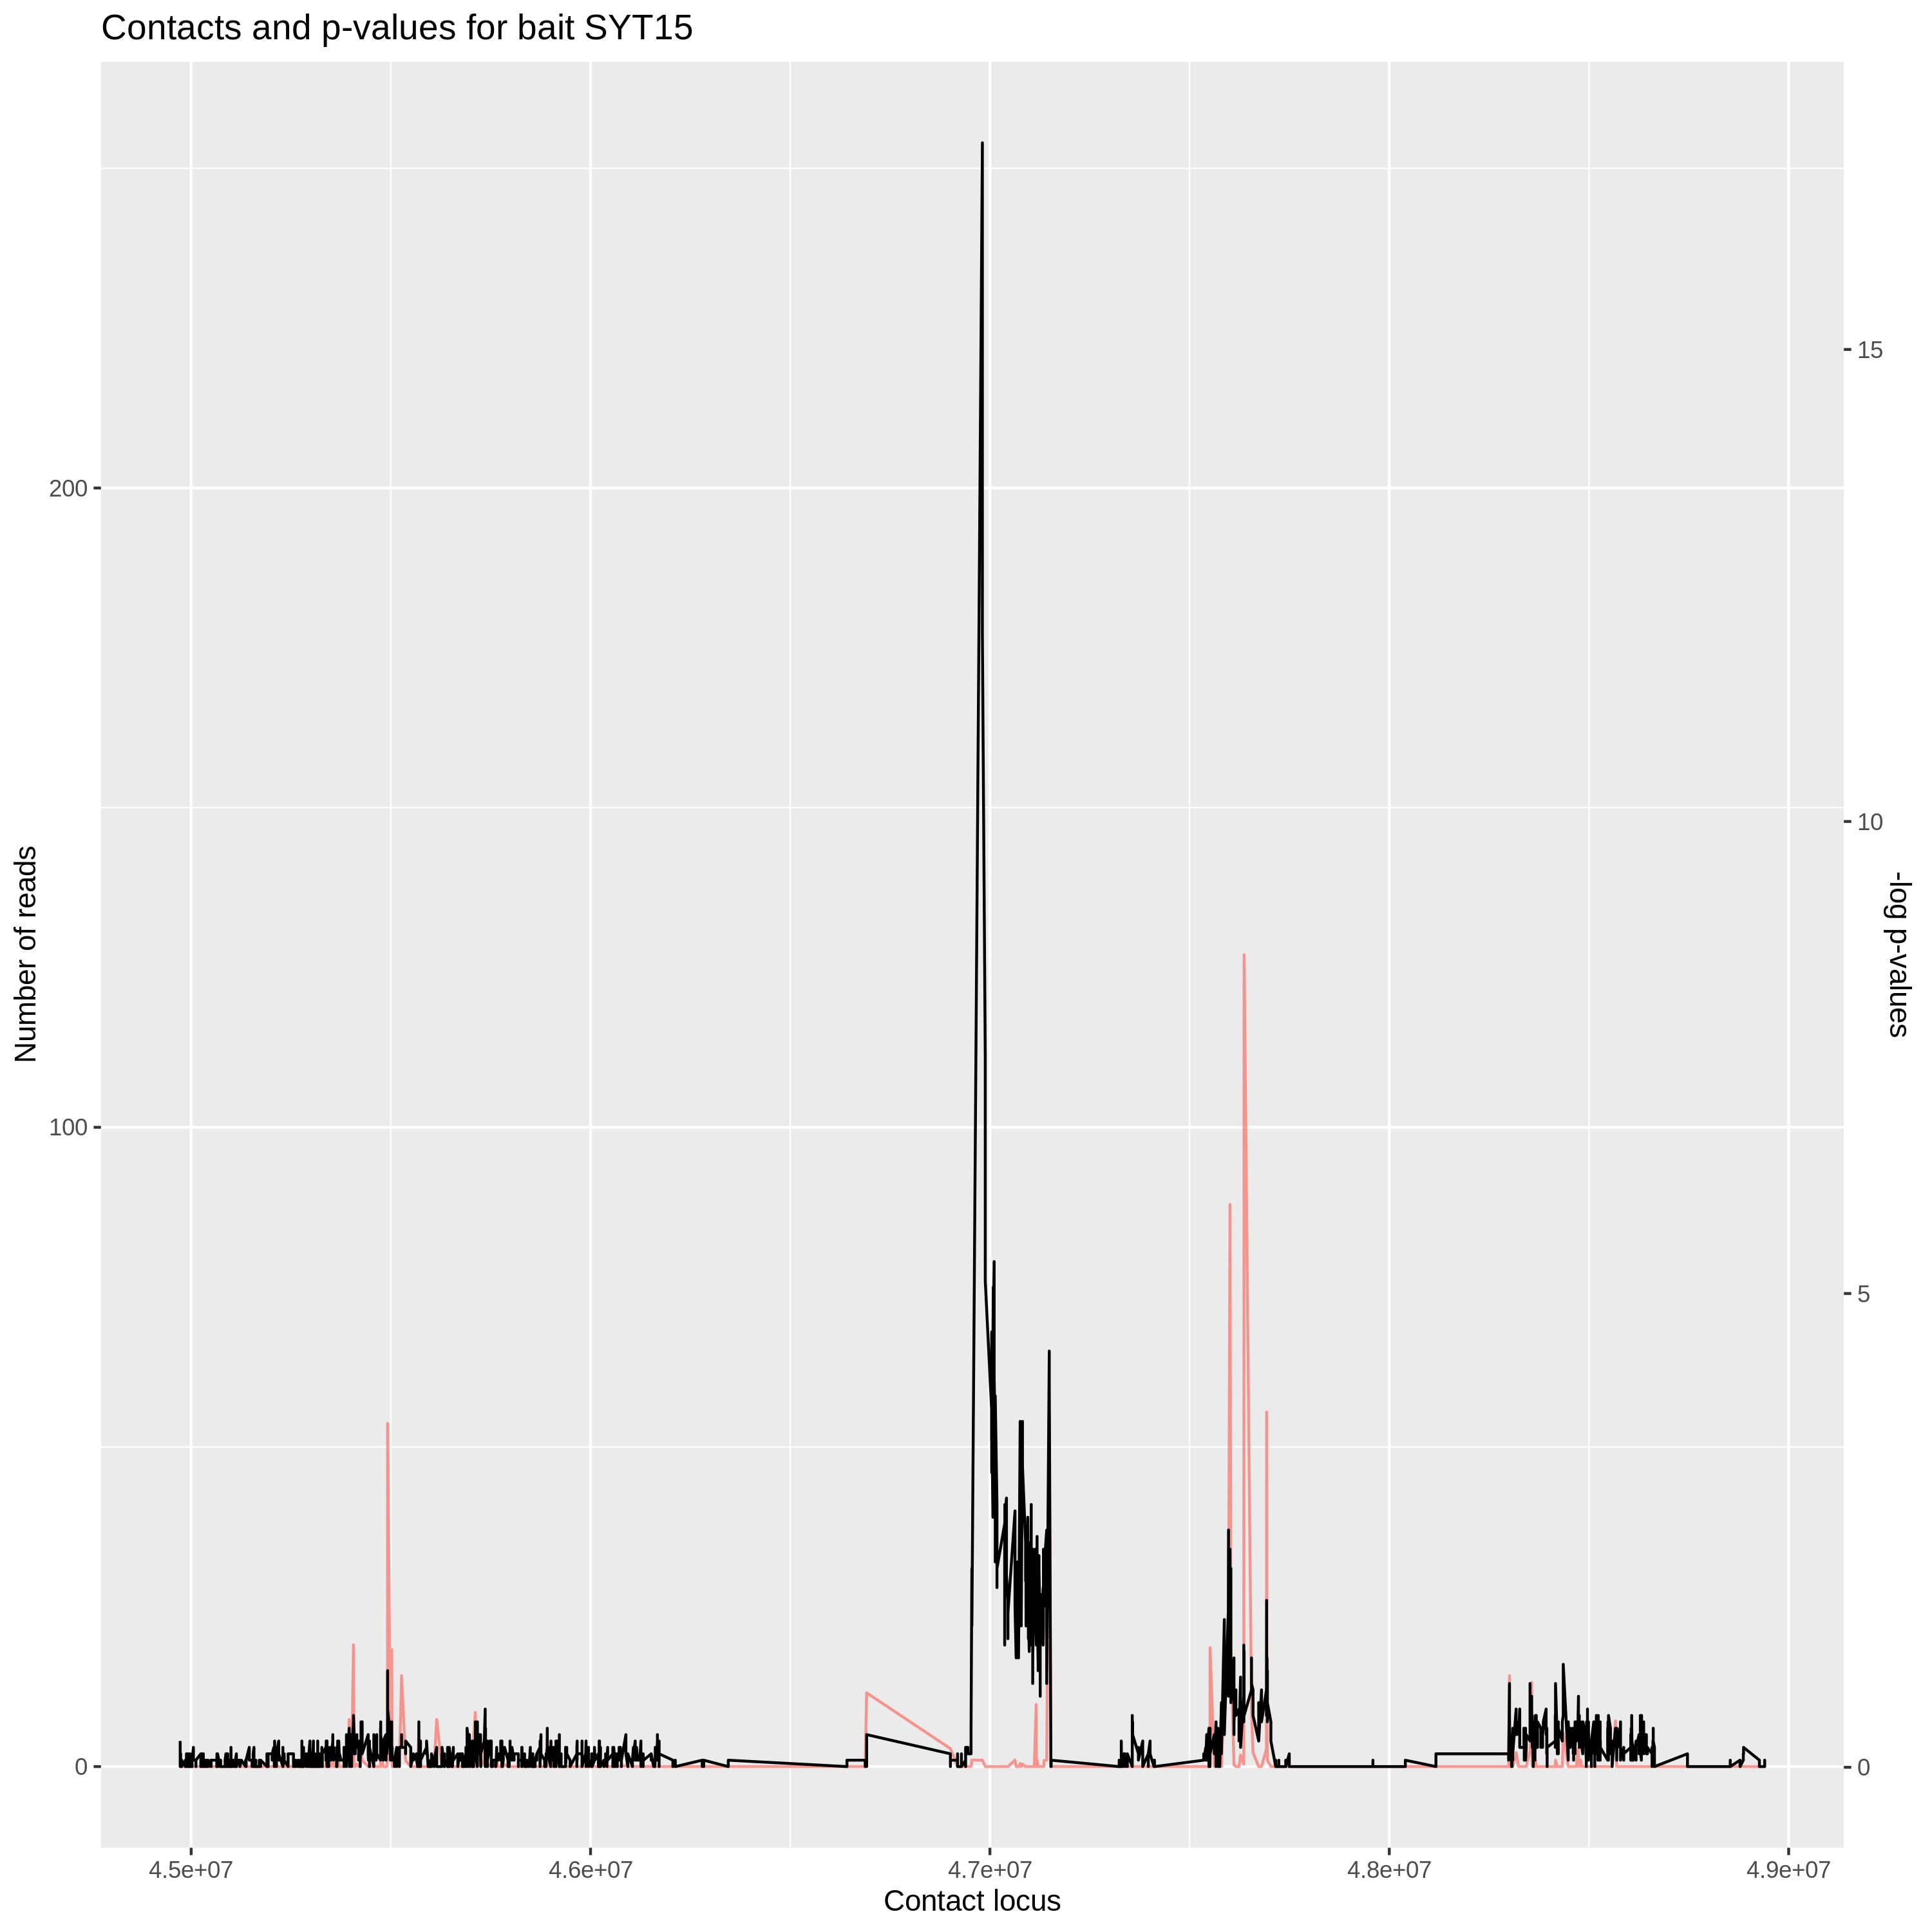 Contacts and p-values for bait SYT15
Number of reads
200
100
0
15
10
5
0
-log p-values
4.5e+07
4.6e+07
4.7e+07
4.8e+07
4.9e+07
Contact locus